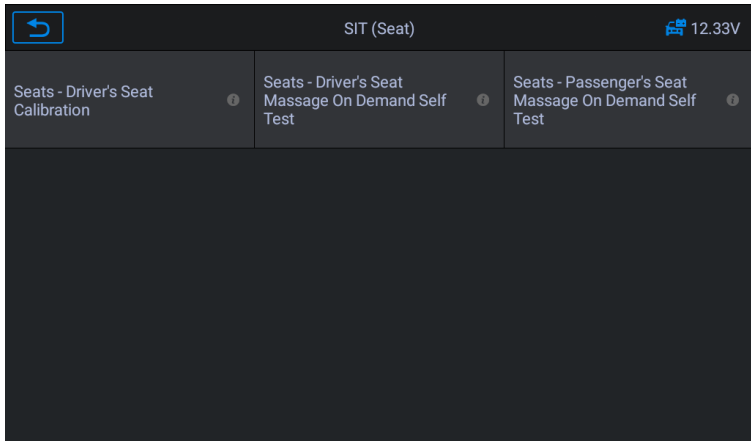 SIT (Seat)
12.33V
Seats - Driver's Seat
Calibration
Seats - Driver's Seat
Massage On Demand Self
Test
Seats - Passenger's Seat
Massage On Demand Self
Test